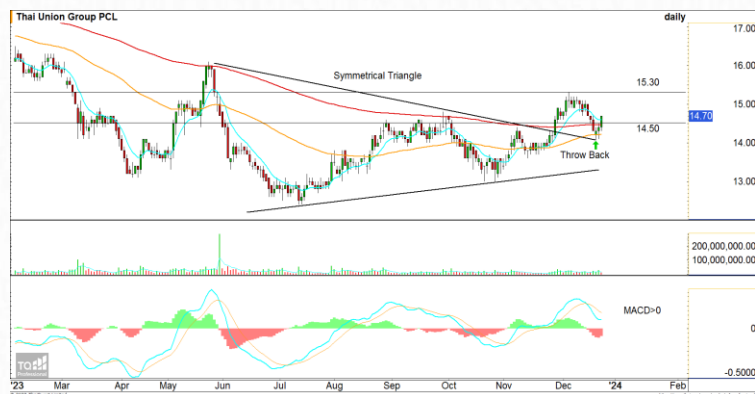 Thai Union Group PCL daily
17.00
16.00
Symmetrical Triangle
15.30
15.00
14.70
14.50
14.00
Throw Back
13.00
200,000,000.00
100,000,000.00
MACD>0
0
-0.5000
TQ
Professional
'23 Mar Apr May Jun Jul Aug Sep Oct Nov Dec '24 Feb